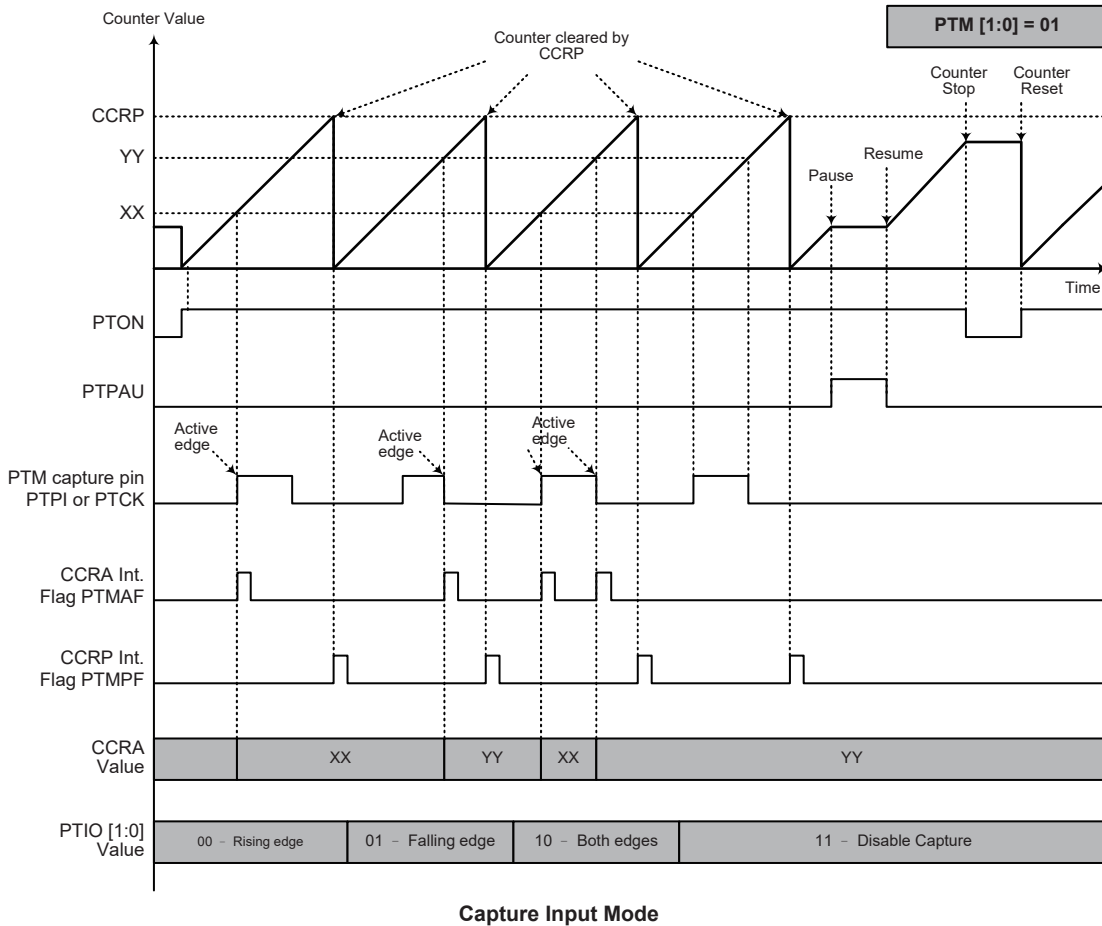 Counter Value
PTM [1:0] = 01
Counter cleared by
CCRP
Counter
Stop
Counter
Reset
CCRP
YY
Resume
Pause
XX
Time
PTON
PTPAU
Active
edge
Active
edge
Active
edge
PTM capture pin
PTPI or PTCK
CCRA Int.
Flag PTMAF
CCRP Int.
Flag PTMPF
CCRA
Value
XX
YY
XX
YY
PTIO [1:0]
Value
00 – Rising edge
01 – Falling edge
10 – Both edges
11 – Disable Capture
Capture Input Mode